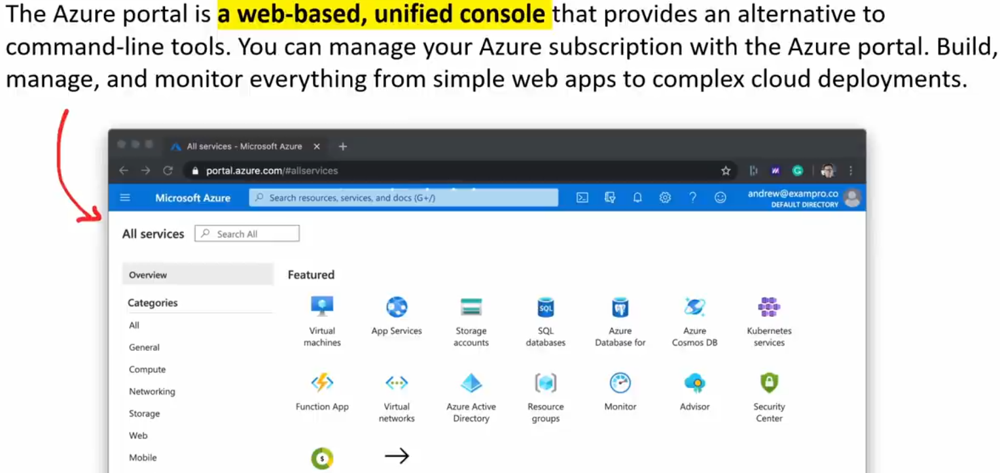 The Azure portal is a web-based, unified console that provides an alternative to
command-line tools. You can manage your Azure subscription with the Azure portal. Build,
manage, and monitor everything from simple web apps to complex cloud deployments.
All services - Microsoft Azure
portal.azure.com/#allservices
Microsoft Azure
Search resources, services, and docs (G+/)
andrew@exampro.co
DEFAULT DIRECTORY
All services
Search All
Overview
Categories
All
General
Compute
Networking
Storage
Web
Mobile
Featured
Virtual
machines
App Services
Storage
accounts
SQL
SQL
databases
Azure
Database for
Azure
Cosmos DB
Kubernetes
services
Function App
Virtual
networks
Azure Active
Directory
Resource
groups
Monitor
Advisor
Security
Center
$